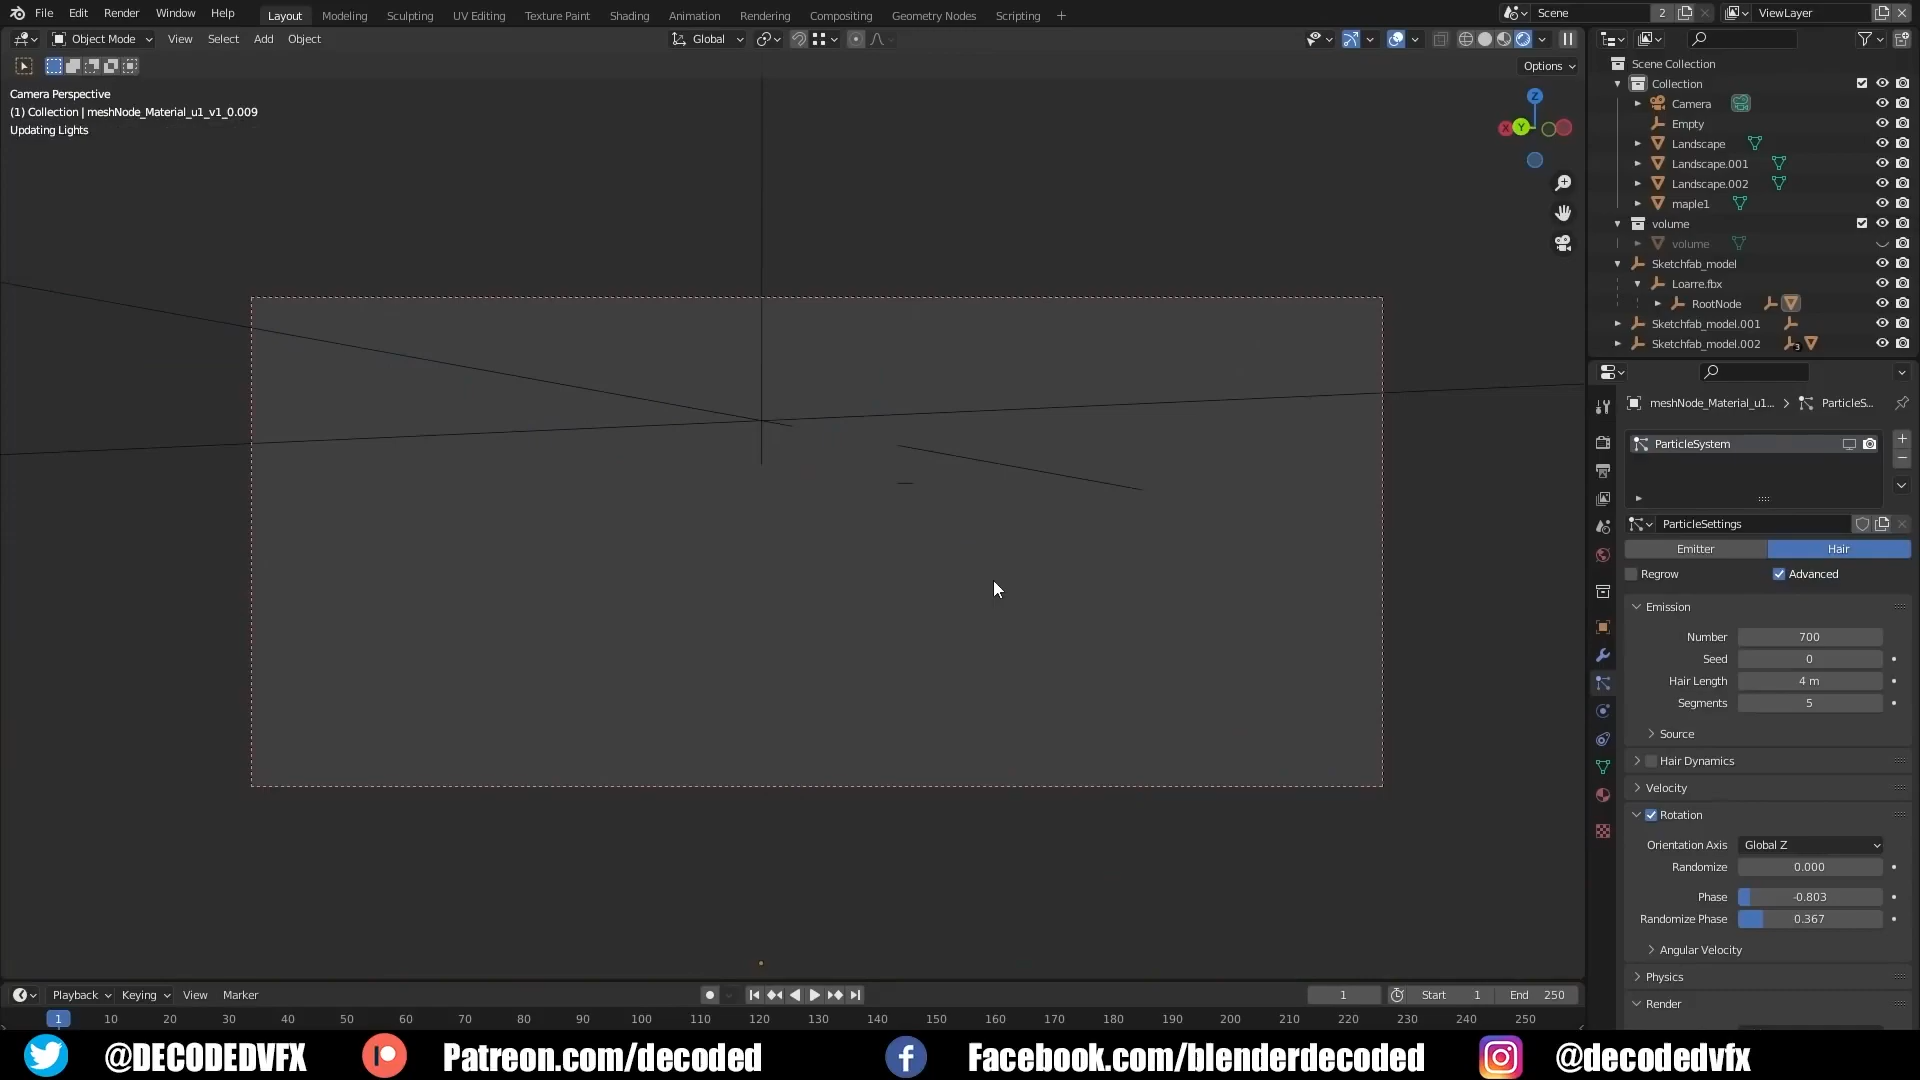 File Edit Render Window Help Layout Modeling Sculpting UV Editing Texture Paint Shading Animation Rendering Compositing Geometry Nodes Scripting + Scene 2 ViewLayer
Object Mode View Select Add Object Global
Options
Camera Perspective
(1) Collection | meshNode_Material_u1_v1_0.009
Updating Lights
Z
X Y
Scene Collection
Collection
Camera
Empty
Landscape
Landscape.001
Landscape.002
maple1
volume
volume
Sketchfab_model
Loarre.fbx
RootNode
Sketchfab_model.001
Sketchfab_model.002 3
meshNode_Material_u1... > ParticleS...
ParticleSystem
ParticleSettings
Emitter Hair
Regrow Advanced
Emission
Number 700
Seed 0
Hair Length 4 m
Segments 5
Source
Hair Dynamics
Velocity
Rotation
Orientation Axis Global Z
Randomize 0.000
Phase -0.803
Randomize Phase 0.367
Angular Velocity
Physics
Render
Playback Keying View Marker 1 Start 1 End 250
1 10 20 30 40 50 60 70 80 90 100 110 120 130 140 150 160 170 180 190 200 210 220 230 240 250
@DECODEDVFX Patreon.com/decoded Facebook.com/blenderdecoded @decodedvfx